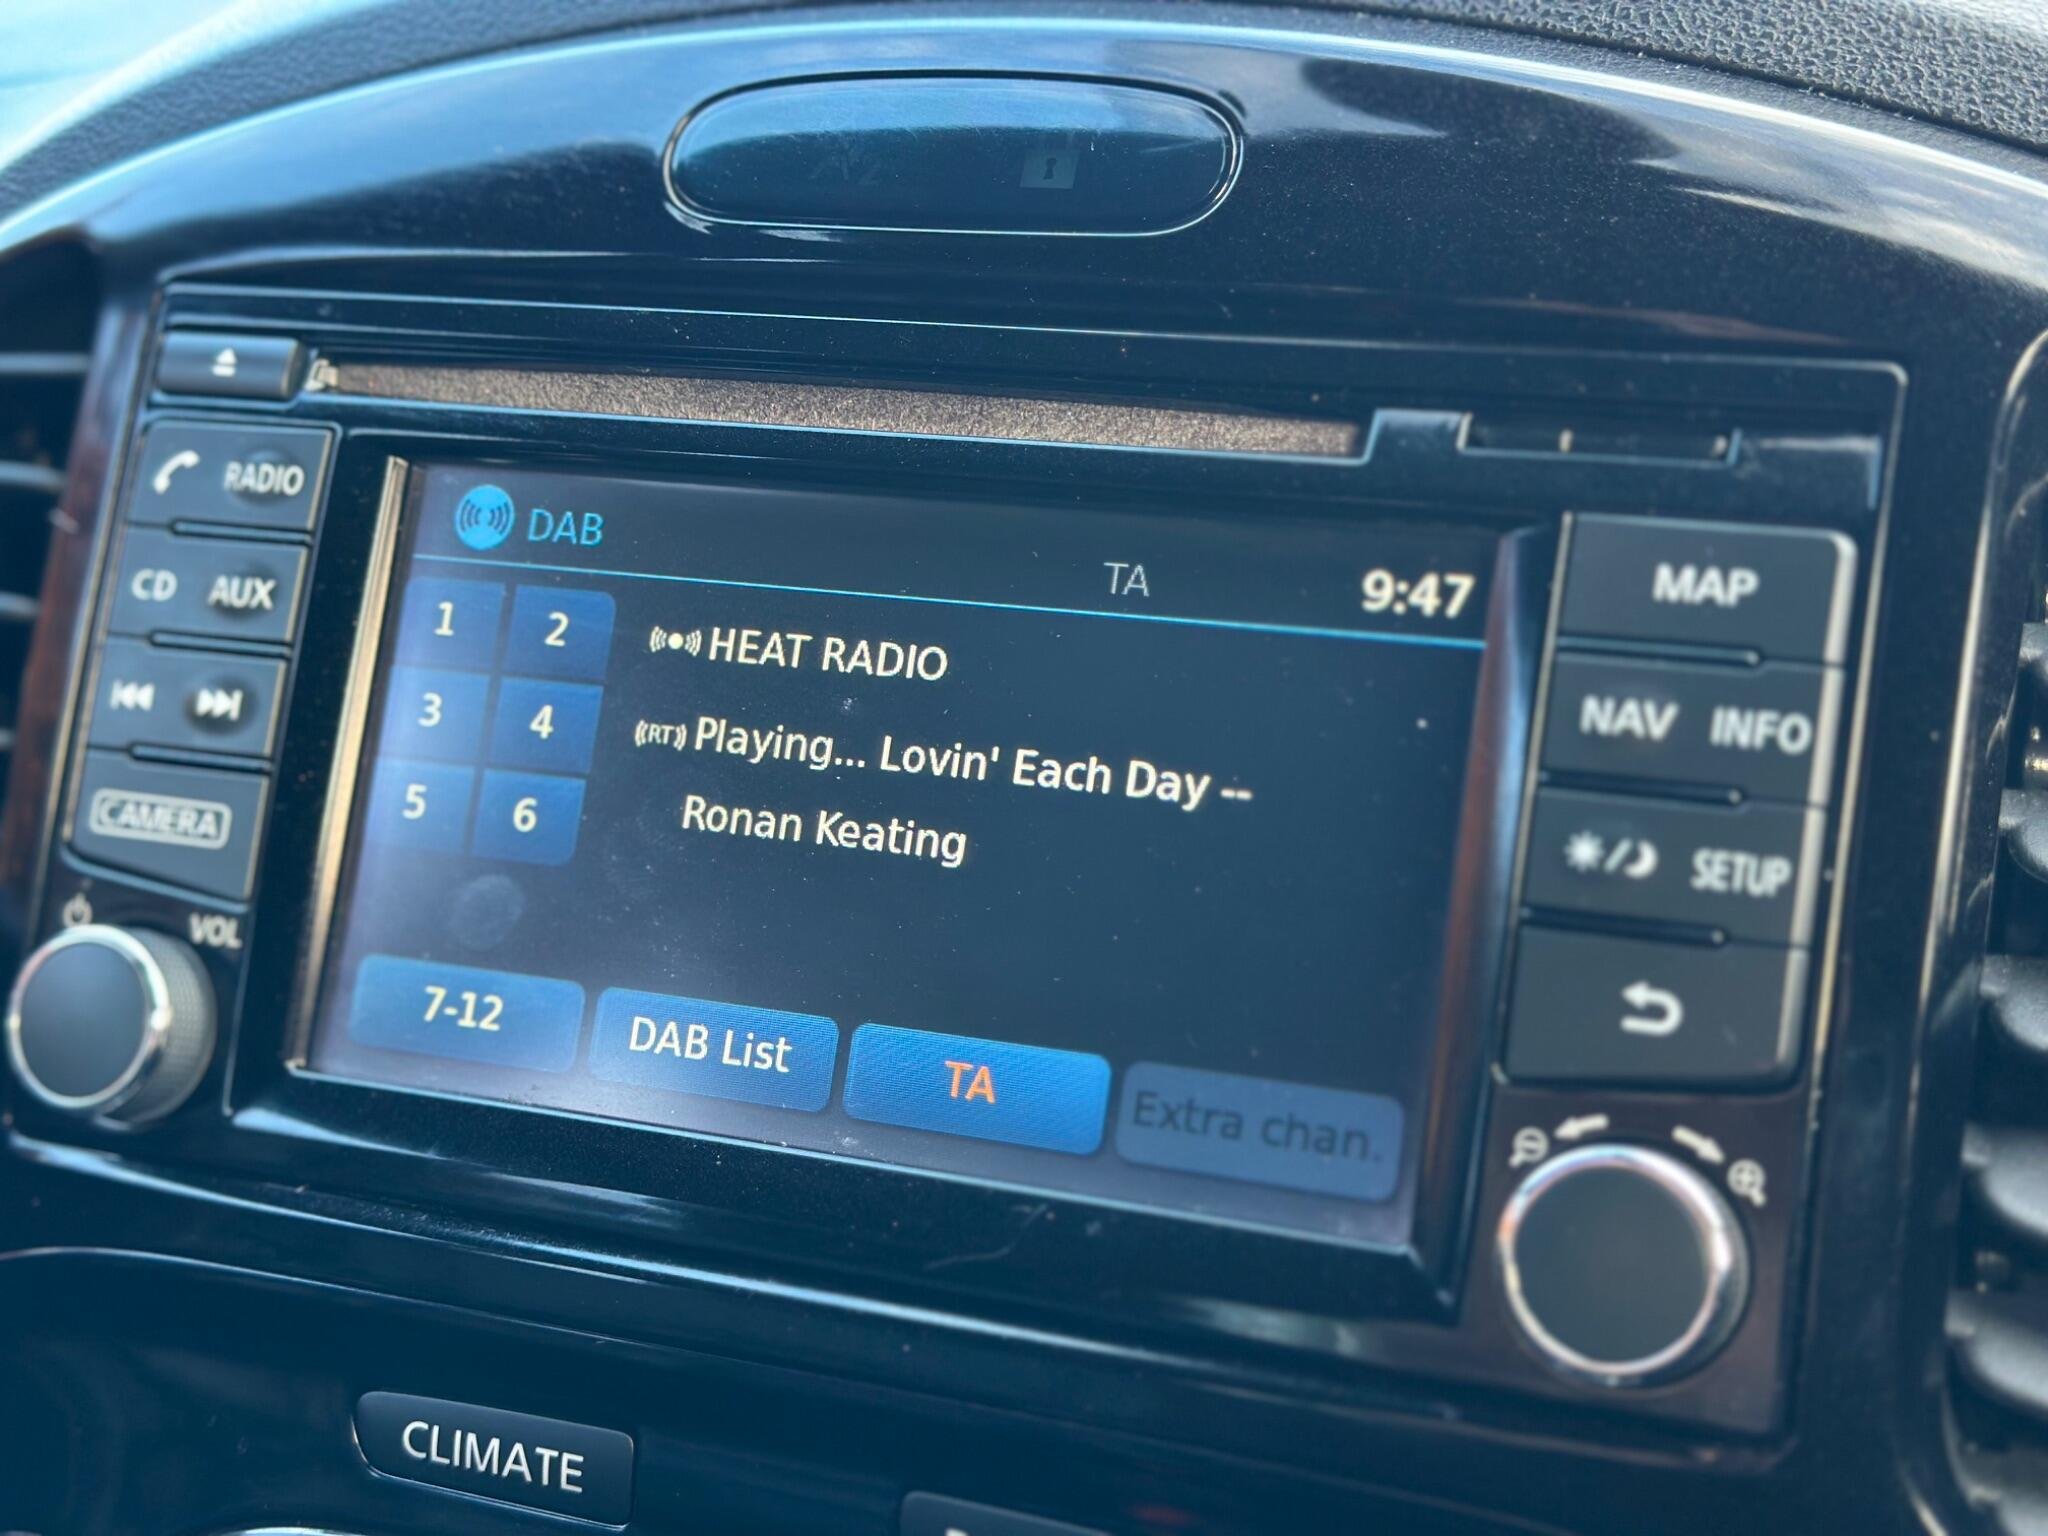 RADIO
CD AUX
CAMERA
VOL
DAB
TA
9:47
1 2
3 4
5 6
HEAT RADIO
RT Playing... Lovin' Each Day --
Ronan Keating
7-12
DAB List
TA
Extra chan.
MAP
NAV INFO
SETUP
CLIMATE